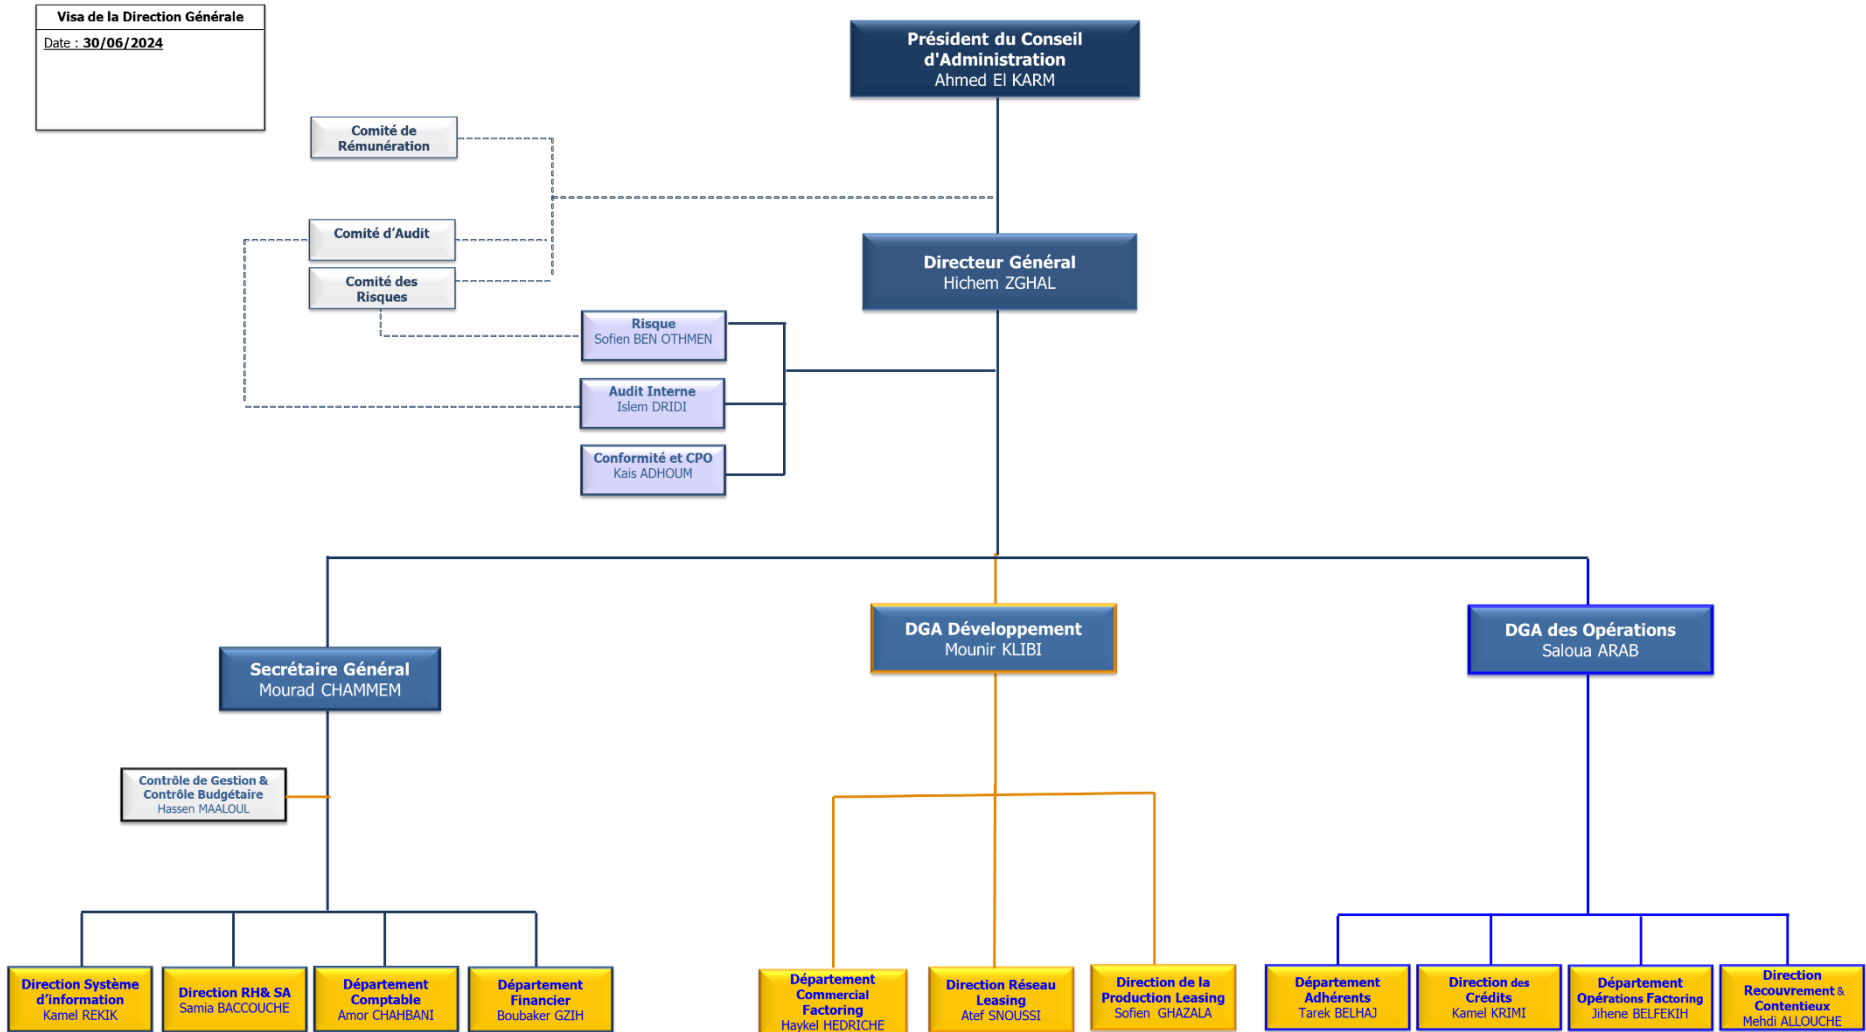 Visa de la Direction Générale
Date : 30/06/2024
Président du Conseil
d'Administration
Ahmed El KARM
Comité de
Rémunération
Comité d'Audit
Comité des
Risques
Directeur Général
Hichem ZGHAL
Risque
Sofien BEN OTHMEN
Audit Interne
Islem DRIDI
Conformité et CPO
Kais ADHOUM
Secrétaire Général
Mourad CHAMMEM
DGA Développement
Mounir KLIBI
DGA des Opérations
Saloua ARAB
Contrôle de Gestion &
Contrôle Budgétaire
Hassen MAALOUL
Direction Système
d'information
Kamel REKIK
Direction RH& SA
Samia BACCOUCHE
Département
Comptable
Amor CHAHBANI
Département
Financier
Boubaker GZIH
Département
Commercial
Factoring
Haykel HEDRICHE
Direction Réseau
Leasing
Atef SNOUSSI
Direction de la
Production Leasing
Sofien GHAZALA
Département
Adhérents
Tarek BELHAJ
Direction des
Crédits
Kamel KRIMI
Département
Opérations Factoring
Jihene BELFEKIH
Direction
Recouvrement &
Contentieux
Mehdi ALLOUCHE